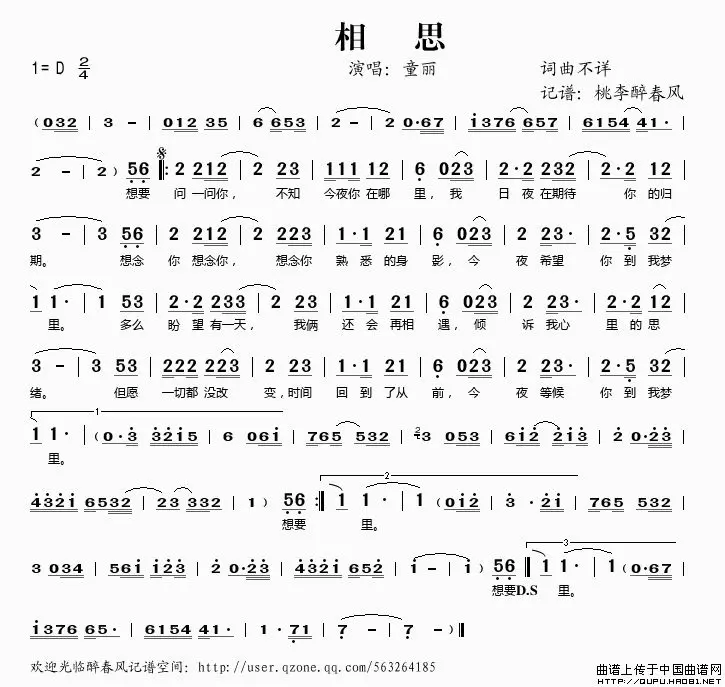 相 思
1=D 2/4 演唱：童丽 词曲不详
记谱：桃李醉春风
（032 | 3 - | 012 35 | 6 653 | 2 - | 2 0·67 | i376 657 | 6154 41· |
2 - | 2 ） 56 ‖: 2 212 | 2 23 | 111 12 | 6 023 | 2·2 232 | 2·2 12 |
想要 问 一问你， 不知 今夜你 在哪 里，我 日 夜 在期待 你 的归
3 - | 3 56 | 2 212 | 2 223 | 1·1 21 | 6 023 | 2 23· | 2·5 32 |
期。 想念 你 想念你， 想念你 熟 悉的身 影，今 夜 希望 你 到 我梦
1 1· | 1 53 | 2·2 233 | 2 23 | 1·1 21 | 6 023 | 2 23· | 2·2 12 |
里。 多么 盼 望 有一天， 我俩 还 会 再相 遇，倾 诉 我心 里 的 思
3 - | 3 53 | 222 223 | 2 223 | 1·1 21 | 6 023 | 2 23· | 2·5 32 |
绪。 但愿 一切都 没改 变，时间 回 到 了从 前，今 夜 等候 你 到 我梦
1
1 1· | （0·3 32i5 | 6 06i | 765 532 | 3 053 | 6i2 2i3 | 2 0·23 |
里。
432i 6532 | 23 332 | 1 ） 56 :‖ 1 1· | 1 （0i2 | 3 ·2i | 765 532 |
2
想要 里。
3 034 | 56i i23 | 2 0·23 | 432i 652 | i - | i ） 56 ‖ 1 1· | 1 （0·67 |
3
想要D.S 里。
i376 65· | 6154 41· | 1 71 | 7 - | 7 - ）‖
欢迎光临醉春风记谱空间：http://user.qzone.qq.com/563264185
曲谱上传于中国曲谱网
HTTP://QUPU.HAO81.NET